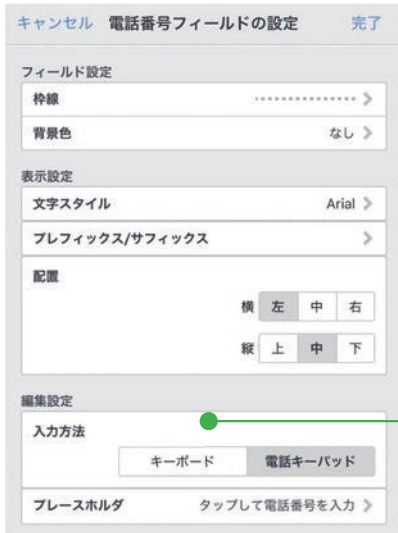 キャンセル 電話番号フィールドの設定 完了
フィールド設定
枠線
背景色 なし
表示設定
文字スタイル Arial
プレフィックス/サフィックス
配置
横 左 中 右
縦 上 中 下
編集設定
入力方法
キーボード 電話キーパッド
プレースホルダ タップして電話番号を入力